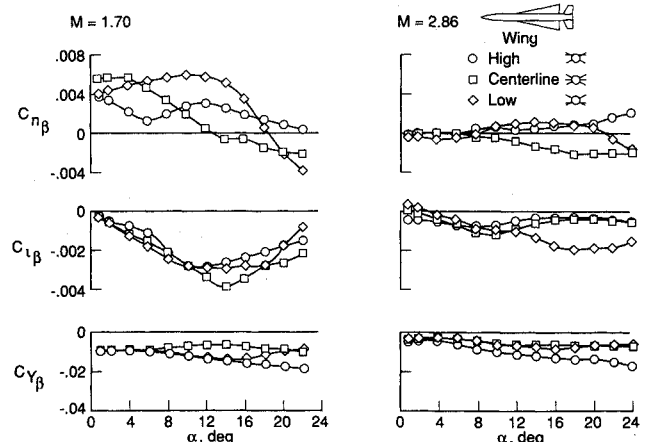 M = 1.70
M = 2.86
Wing
High
Centerline
Low
.008
.004
0
-.004
Cnβ
0
-.002
-.004
Cιβ
0
-.02
-.04
CYβ
0 4 8 12 16 20 24
α, deg
0 4 8 12 16 20 24
α, deg